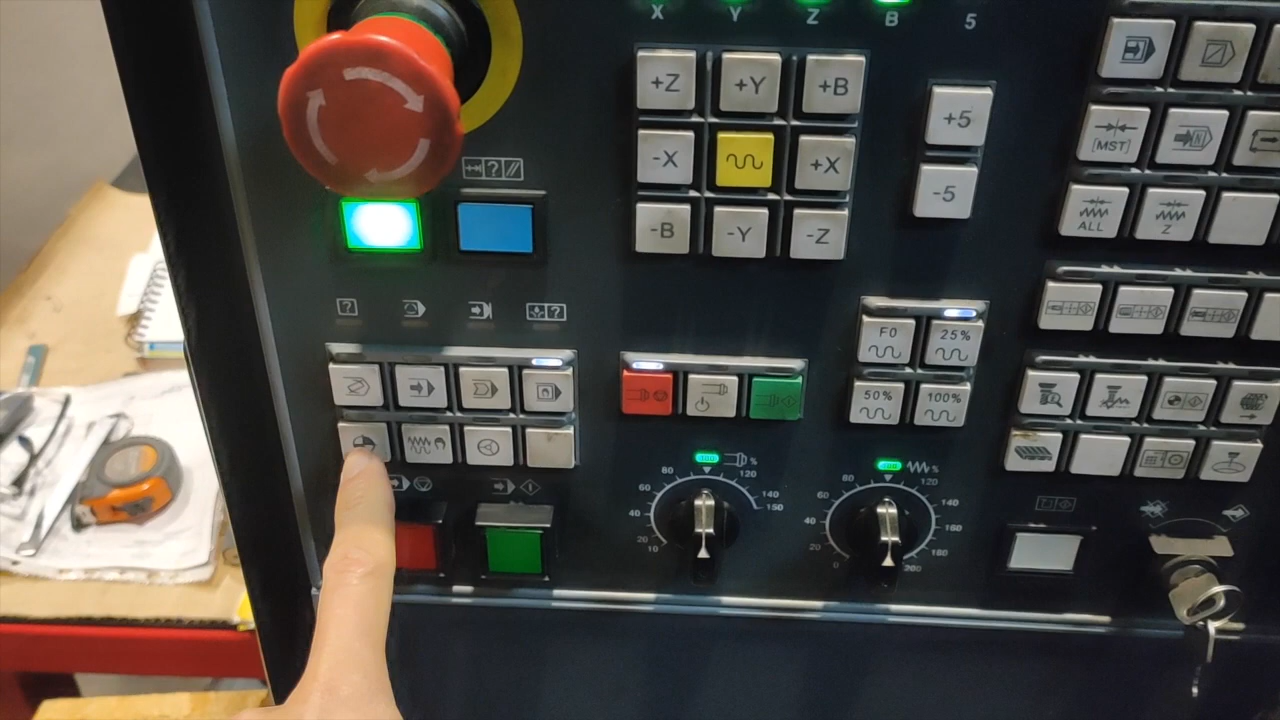 X Y Z B 5
+Z +Y +B
-X +X
-B -Y -Z
+5
-5
[MST] N
ALL Z
?
? ?
F0 25%
50% 100%
100 %
10 20 40 60 80 120 140 150
100 %
0 20 40 60 80 120 140 160 180 200